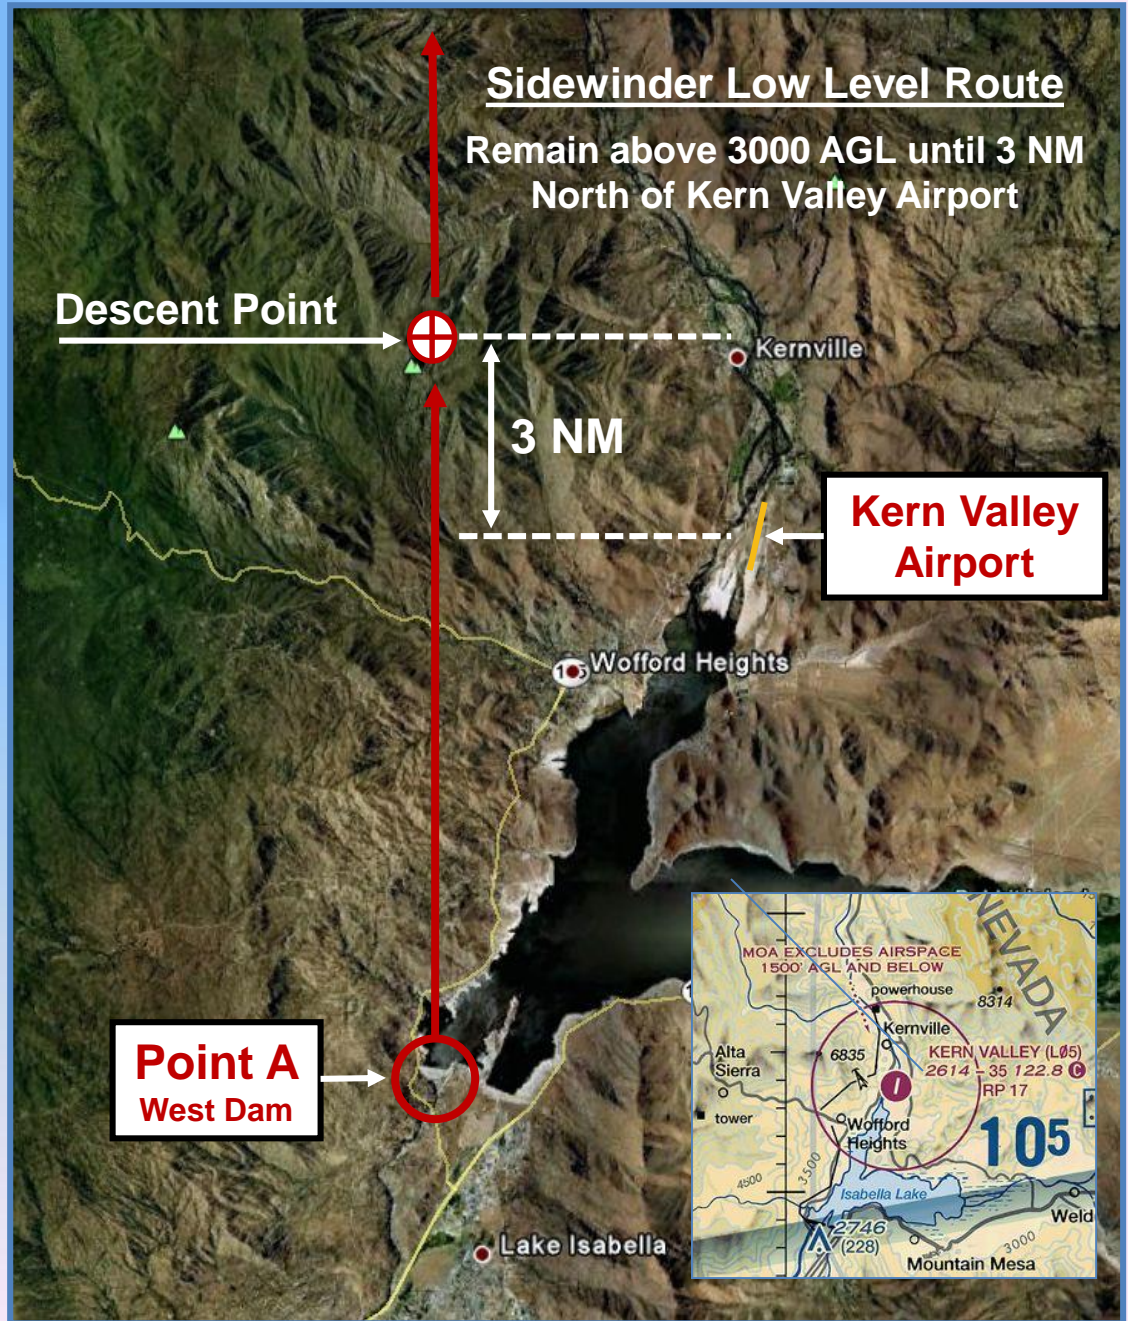 Sidewinder Low Level Route
Remain above 3000 AGL until 3 NM
North of Kern Valley Airport
Descent Point
Kernville
3 NM
Kern Valley
Airport
Wofford Heights
Point A
West Dam
Lake Isabella
NEVADA
MOA EXCLUDES AIRSPACE
1500' AGL AND BELOW
powerhouse
8314
Kernville
Alta
Sierra
6835
KERN VALLEY (L05)
2614 - 35 122.8 C
RP 17
tower
Wofford
Heights
105
4500
3500
Isabella Lake
2746
(228)
Weld
3000
Mountain Mesa